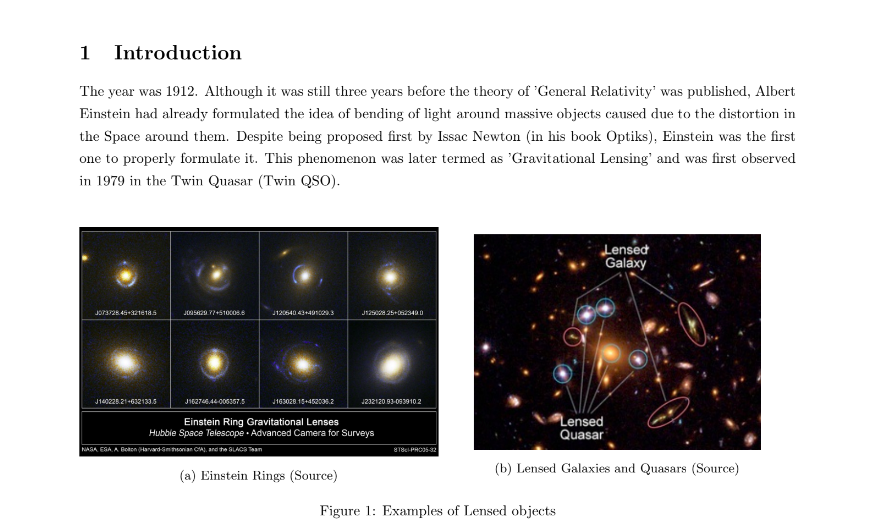 1 Introduction
The year was 1912. Although it was still three years before the theory of 'General Relativity' was published, Albert
Einstein had already formulated the idea of bending of light around massive objects caused due to the distortion in
the Space around them. Despite being proposed first by Issac Newton (in his book Optiks), Einstein was the first
one to properly formulate it. This phenomenon was later termed as 'Gravitational Lensing' and was first observed
in 1979 in the Twin Quasar (Twin QSO).
J073728.45+321618.5
J095629.77+510006.6
J120540.43+491029.3
J125028.25+052349.0
J140228.21+632133.5
J162746.44-005357.5
J163028.15+452036.2
J232120.93-093910.2
Einstein Ring Gravitational Lenses
Hubble Space Telescope • Advanced Camera for Surveys
NASA, ESA, A. Bolton (Harvard-Smithsonian CfA), and the SLACS Team
STScI-PRC05-32
(a) Einstein Rings (Source)
Lensed
Galaxy
Lensed
Quasar
(b) Lensed Galaxies and Quasars (Source)
Figure 1: Examples of Lensed objects